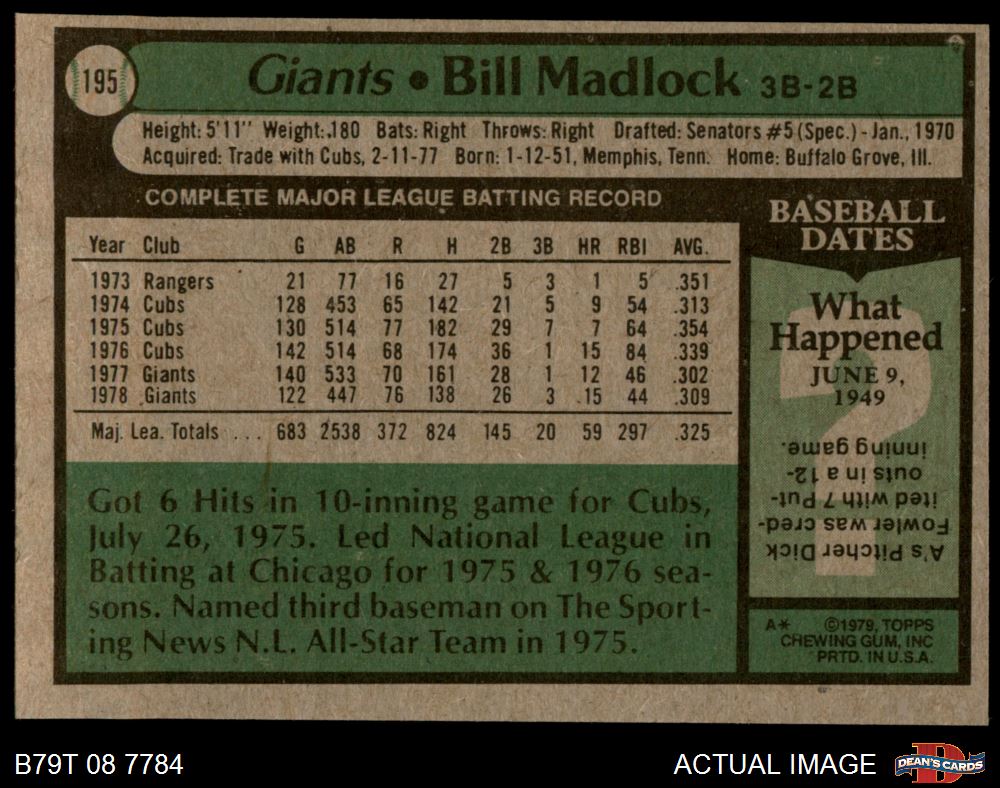 195
Giants • Bill Madlock 3B-2B
Height: 5'11" Weight: 180 Bats: Right Throws: Right Drafted: Senators #5 (Spec.) - Jan., 1970
Acquired: Trade with Cubs, 2-11-77 Born: 1-12-51, Memphis, Tenn. Home: Buffalo Grove, Ill.
COMPLETE MAJOR LEAGUE BATTING RECORD
Year Club G AB R H 2B 3B HR RBI AVG.
1973 Rangers 21 77 16 27 5 3 1 5 .351
1974 Cubs 128 453 65 142 21 5 9 54 .313
1975 Cubs 130 514 77 182 29 7 7 64 .354
1976 Cubs 142 514 68 174 36 1 15 84 .339
1977 Giants 140 533 70 161 28 1 12 46 .302
1978 Giants 122 447 76 138 26 3 15 44 .309
Maj. Lea. Totals ... 683 2538 372 824 145 20 59 297 .325
Got 6 Hits in 10-inning game for Cubs,
July 26, 1975. Led National League in
Batting at Chicago for 1975 & 1976 sea-
sons. Named third baseman on The Sport-
ing News N.L. All-Star Team in 1975.
BASEBALL
DATES
What
Happened
JUNE 9,
1949
?
A's Pitcher Dick
Fowler was cred-
ited with 7 Put-
outs in a 12-
inning game.
A* ©1979, TOPPS
CHEWING GUM, INC
PRTD. IN U.S.A.
B79T 08 7784
ACTUAL IMAGE
D
DEAN'S CARDS